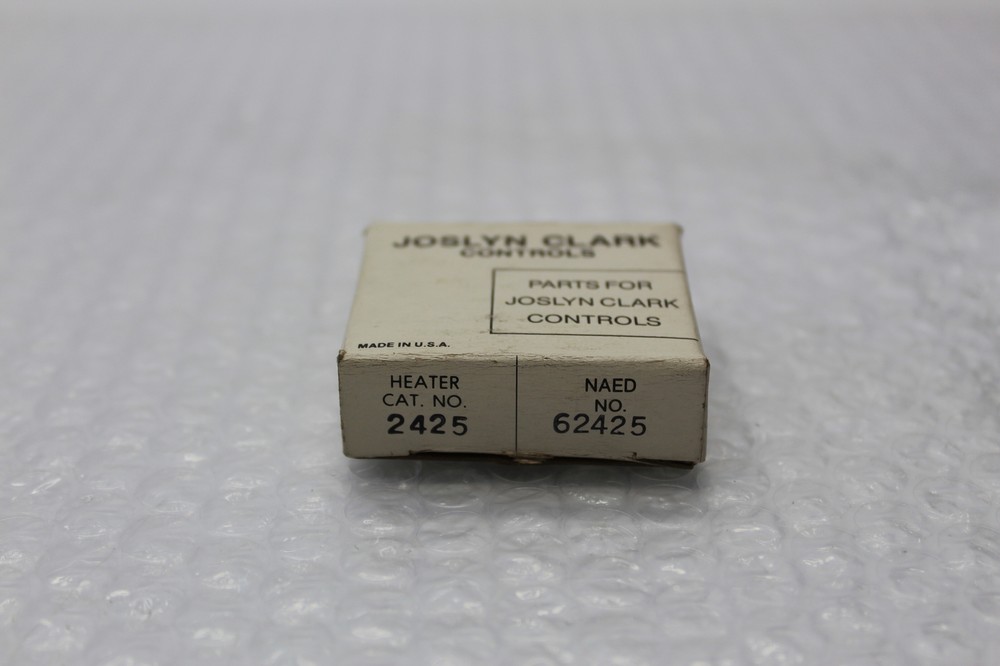 JOSLYN CLARK
CONTROLS
PARTS FOR
JOSLYN CLARK
CONTROLS
MADE IN U.S.A.
HEATER
CAT. NO.
2425
NAED
NO.
62425